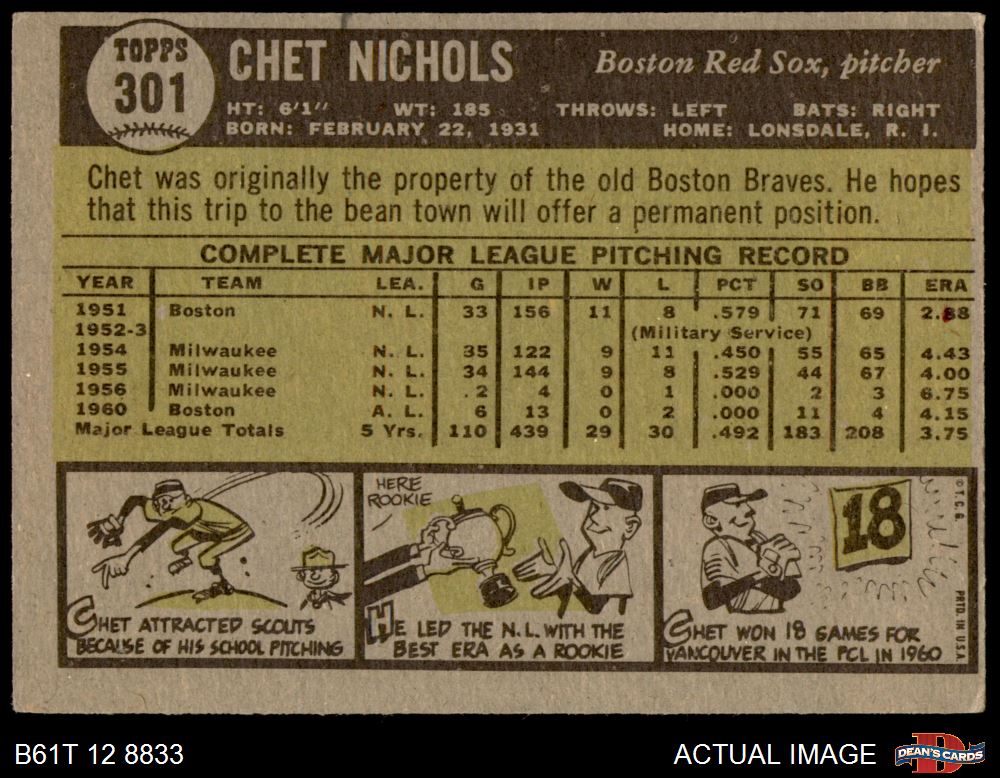 TOPPS
301
CHET NICHOLS
Boston Red Sox, pitcher
HT: 6'1" WT: 185 THROWS: LEFT BATS: RIGHT
BORN: FEBRUARY 22, 1931 HOME: LONSDALE, R. I.
Chet was originally the property of the old Boston Braves. He hopes
that this trip to the bean town will offer a permanent position.
COMPLETE MAJOR LEAGUE PITCHING RECORD
YEAR TEAM LEA. G IP W L PCT SO BB ERA
1951 Boston N. L. 33 156 11 8 .579 71 69 2.88
1952-3 (Military Service)
1954 Milwaukee N. L. 35 122 9 11 .450 55 65 4.43
1955 Milwaukee N. L. 34 144 9 8 .529 44 67 4.00
1956 Milwaukee N. L. 2 4 0 1 .000 2 3 6.75
1960 Boston A. L. 6 13 0 2 .000 11 4 4.15
Major League Totals 5 Yrs. 110 439 29 30 .492 183 208 3.75
CHET ATTRACTED SCOUTS
BECAUSE OF HIS SCHOOL PITCHING
HERE
ROOKIE
HE LED THE N.L. WITH THE
BEST ERA AS A ROOKIE
18
CHET WON 18 GAMES FOR
VANCOUVER IN THE PCL IN 1960
© T.C.G. PRTD. IN U.S.A.
B61T 12 8833
ACTUAL IMAGE
DEAN'S CARDS